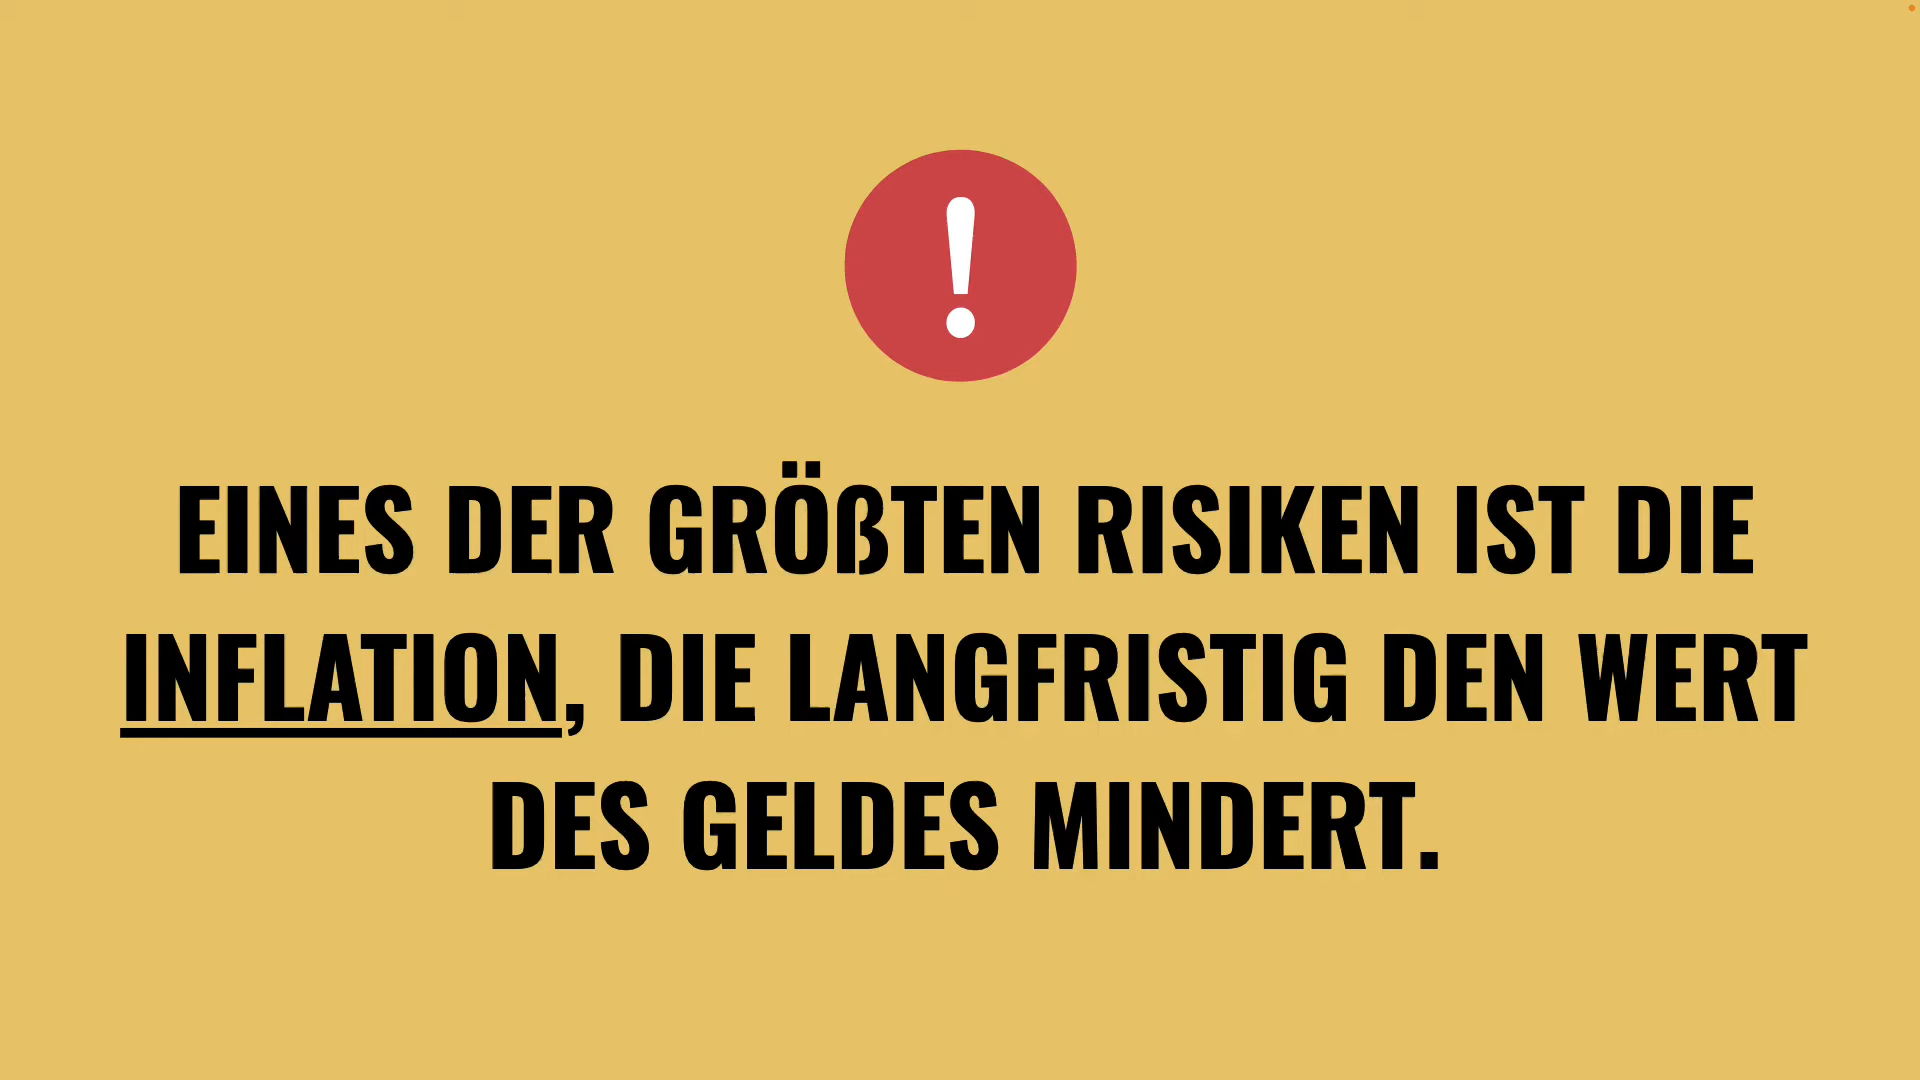 !
EINES DER GRÖßTEN RISIKEN IST DIE
INFLATION, DIE LANGFRISTIG DEN WERT
DES GELDES MINDERT.